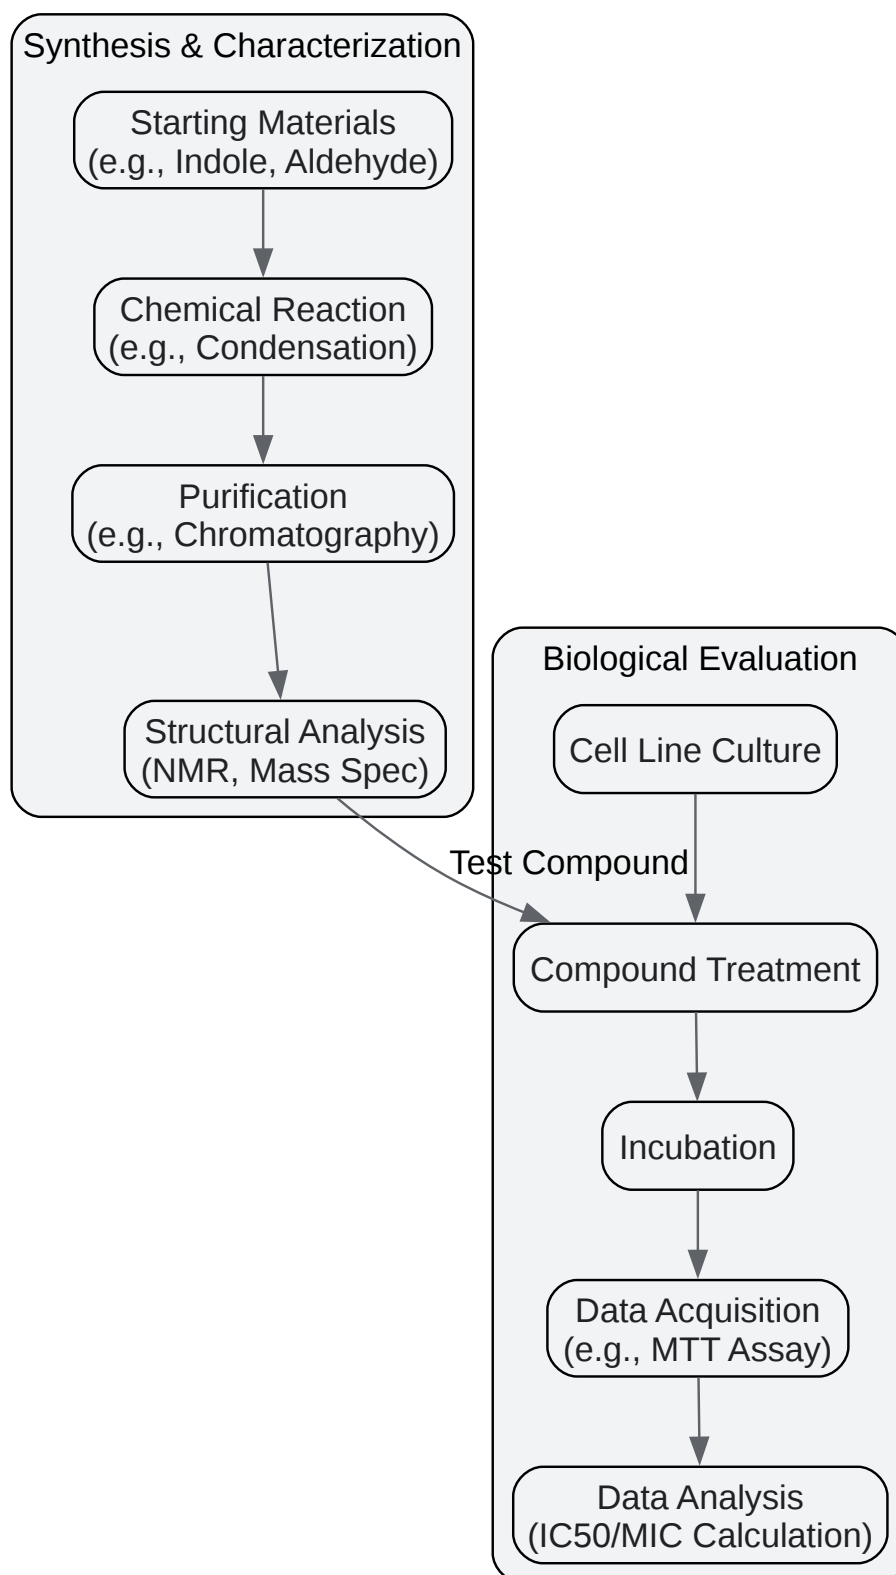 Synthesis & Characterization
Starting Materials
(e.g., Indole, Aldehyde)
Chemical Reaction
(e.g., Condensation)
Purification
(e.g., Chromatography)
Structural Analysis
(NMR, Mass Spec)
Biological Evaluation
Cell Line Culture
Test Compound
Compound Treatment
Incubation
Data Acquisition
(e.g., MTT Assay)
Data Analysis
(IC50/MIC Calculation)